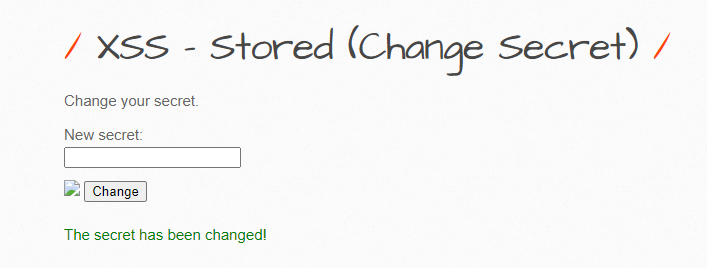 / XSS - Stored (Change Secret) /
Change your secret.
New secret:
Change
The secret has been changed!